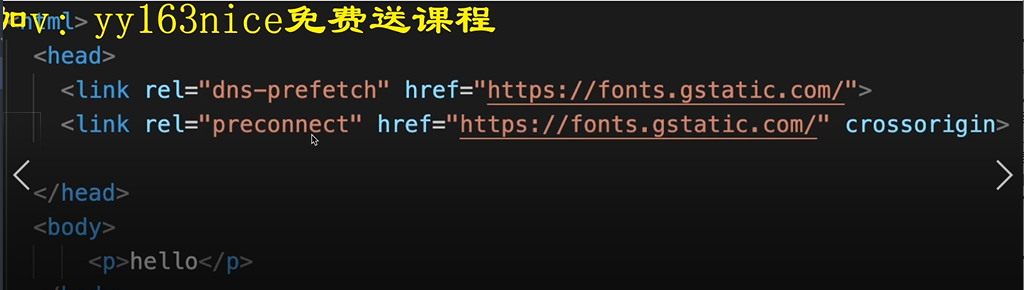 加v: yy163nice免费送课程
html>
<head>
<link rel="dns-prefetch" href="https://fonts.gstatic.com/">
<link rel="preconnect" href="https://fonts.gstatic.com/" crossorigin>
</head>
<body>
<p>hello</p>